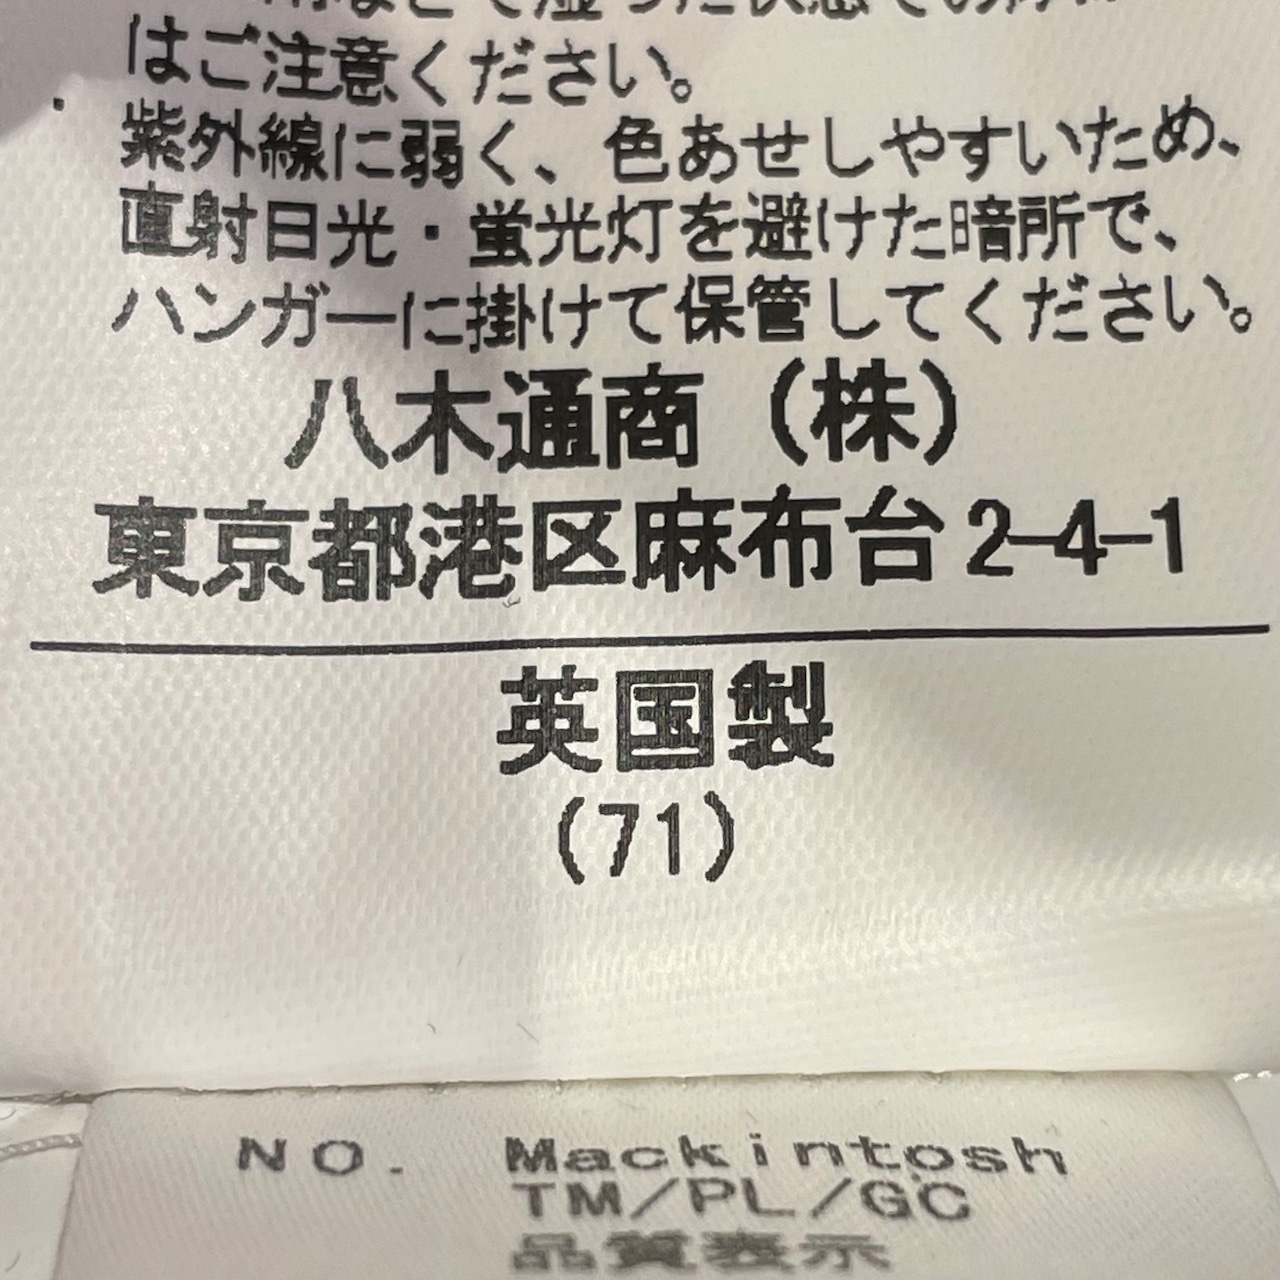 はご注意ください。
紫外線に弱く、色あせしやすいため、
直射日光・蛍光灯を避けた暗所で、
ハンガーに掛けて保管してください。
八木通商（株）
東京都港区麻布台2-4-1
英国製
(71)
NO. Mackintosh
TM/PL/GC
品質表示